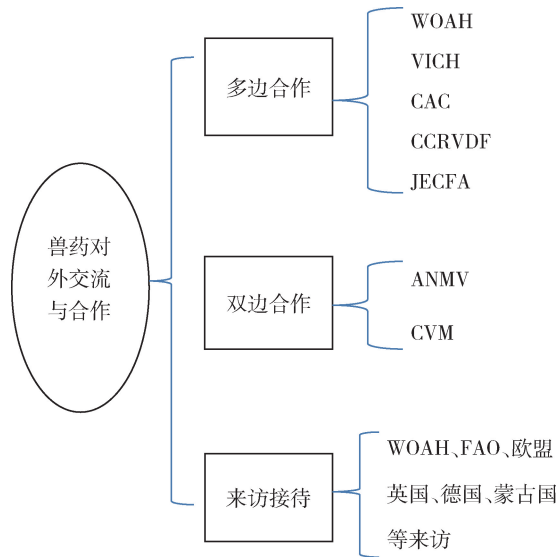 兽药对
外交流
与合作
多边合作
WOAH
VICH
CAC
CCRVDF
JECFA
双边合作
ANMV
CVM
来访接待
WOAH、FAO、欧盟
英国、德国、蒙古国
等来访